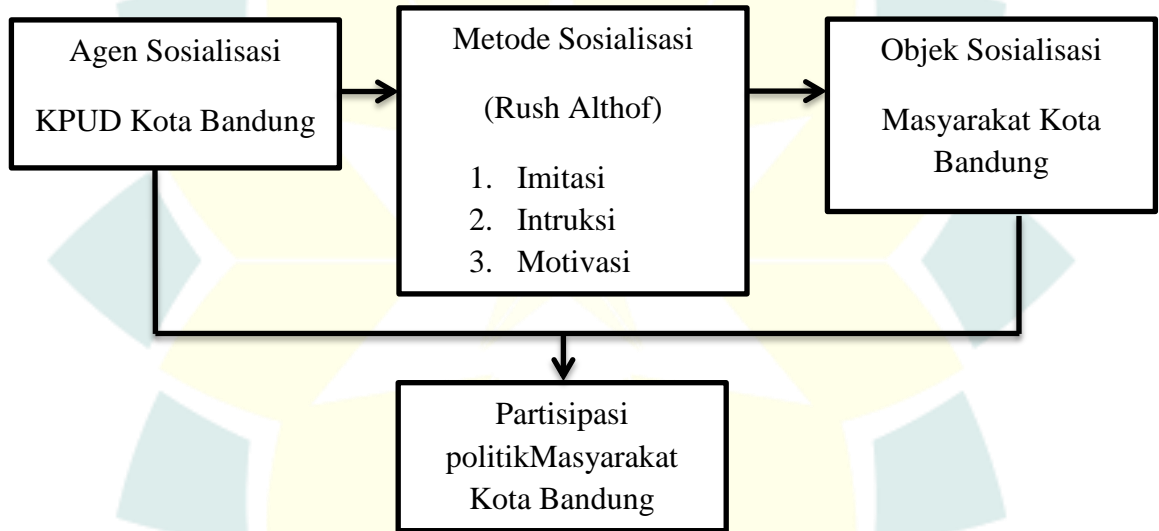 Agen Sosialisasi
KPUD Kota Bandung
Metode Sosialisasi
(Rush Althof)
1. Imitasi
2. Intruksi
3. Motivasi
Objek Sosialisasi
Masyarakat Kota
Bandung
Partisipasi
politikMasyarakat
Kota Bandung